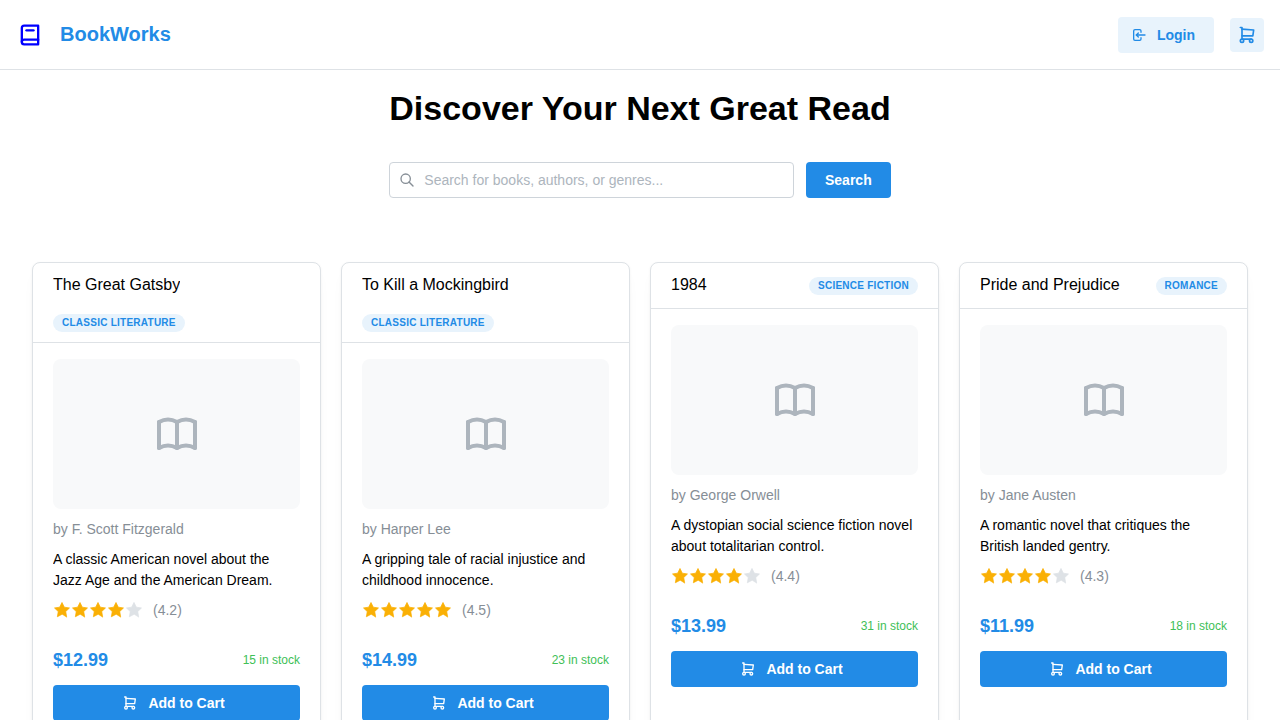 BookWorks
Login
Discover Your Next Great Read
Search for books, authors, or genres...
Search
The Great Gatsby
CLASSIC LITERATURE
by F. Scott Fitzgerald
A classic American novel about the
Jazz Age and the American Dream.
(4.2)
$12.99
15 in stock
Add to Cart
To Kill a Mockingbird
CLASSIC LITERATURE
by Harper Lee
A gripping tale of racial injustice and
childhood innocence.
(4.5)
$14.99
23 in stock
Add to Cart
1984
SCIENCE FICTION
by George Orwell
A dystopian social science fiction novel
about totalitarian control.
(4.4)
$13.99
31 in stock
Add to Cart
Pride and Prejudice
ROMANCE
by Jane Austen
A romantic novel that critiques the
British landed gentry.
(4.3)
$11.99
18 in stock
Add to Cart